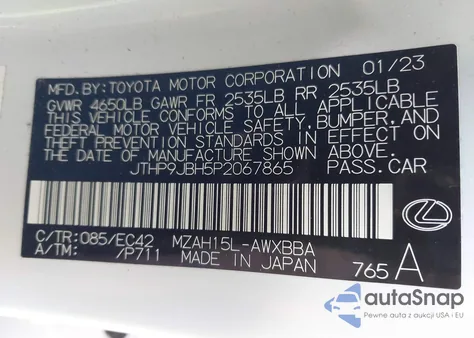 MFD. BY: TOYOTA MOTOR CORPORATION 01/23
GVWR 4650LB GAWR FR 2535LB RR 2535LB
THIS VEHICLE CONFORMS TO ALL APPLICABLE
FEDERAL MOTOR VEHICLE SAFETY, BUMPER, AND
THEFT PREVENTION STANDARDS IN EFFECT ON
THE DATE OF MANUFACTURE SHOWN ABOVE.
JTHP9JBH5P2067865 PASS. CAR
C/TR: 085/EC42 MZAH15L-AWXBBA
A/TM: /P711 MADE IN JAPAN 765 A
autoSnap
Pewne auta z aukcji USA i EU